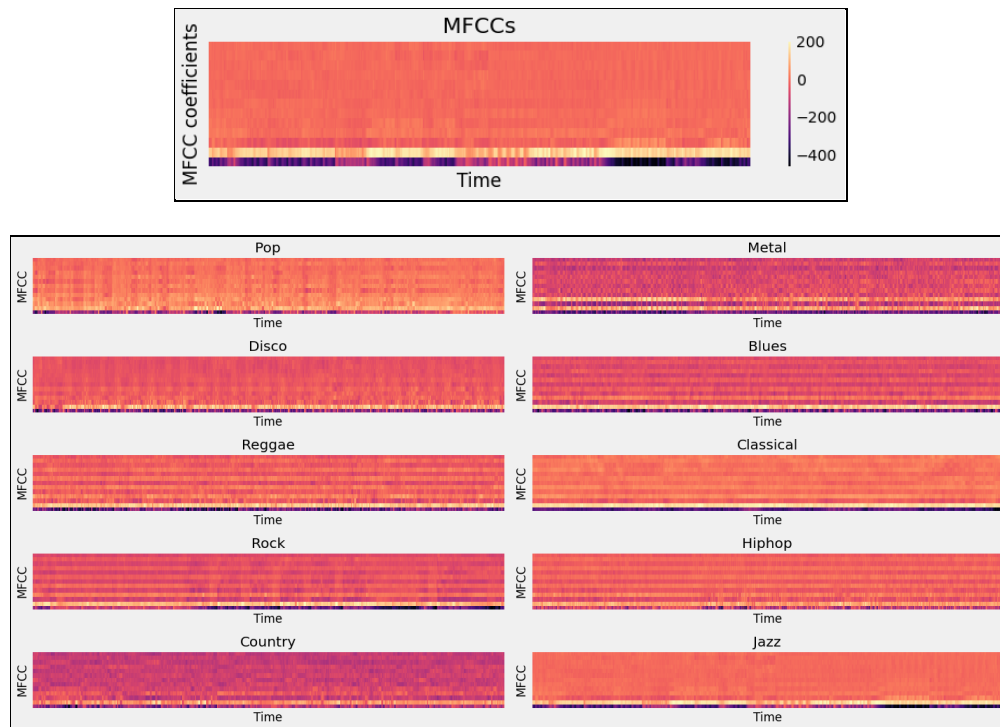 MFCCs
MFCC coefficients
200
0
−200
−400
Time
Pop
MFCC
Time
Metal
MFCC
Time
Disco
MFCC
Time
Blues
MFCC
Time
Reggae
MFCC
Time
Classical
MFCC
Time
Rock
MFCC
Time
Hiphop
MFCC
Time
Country
MFCC
Time
Jazz
MFCC
Time